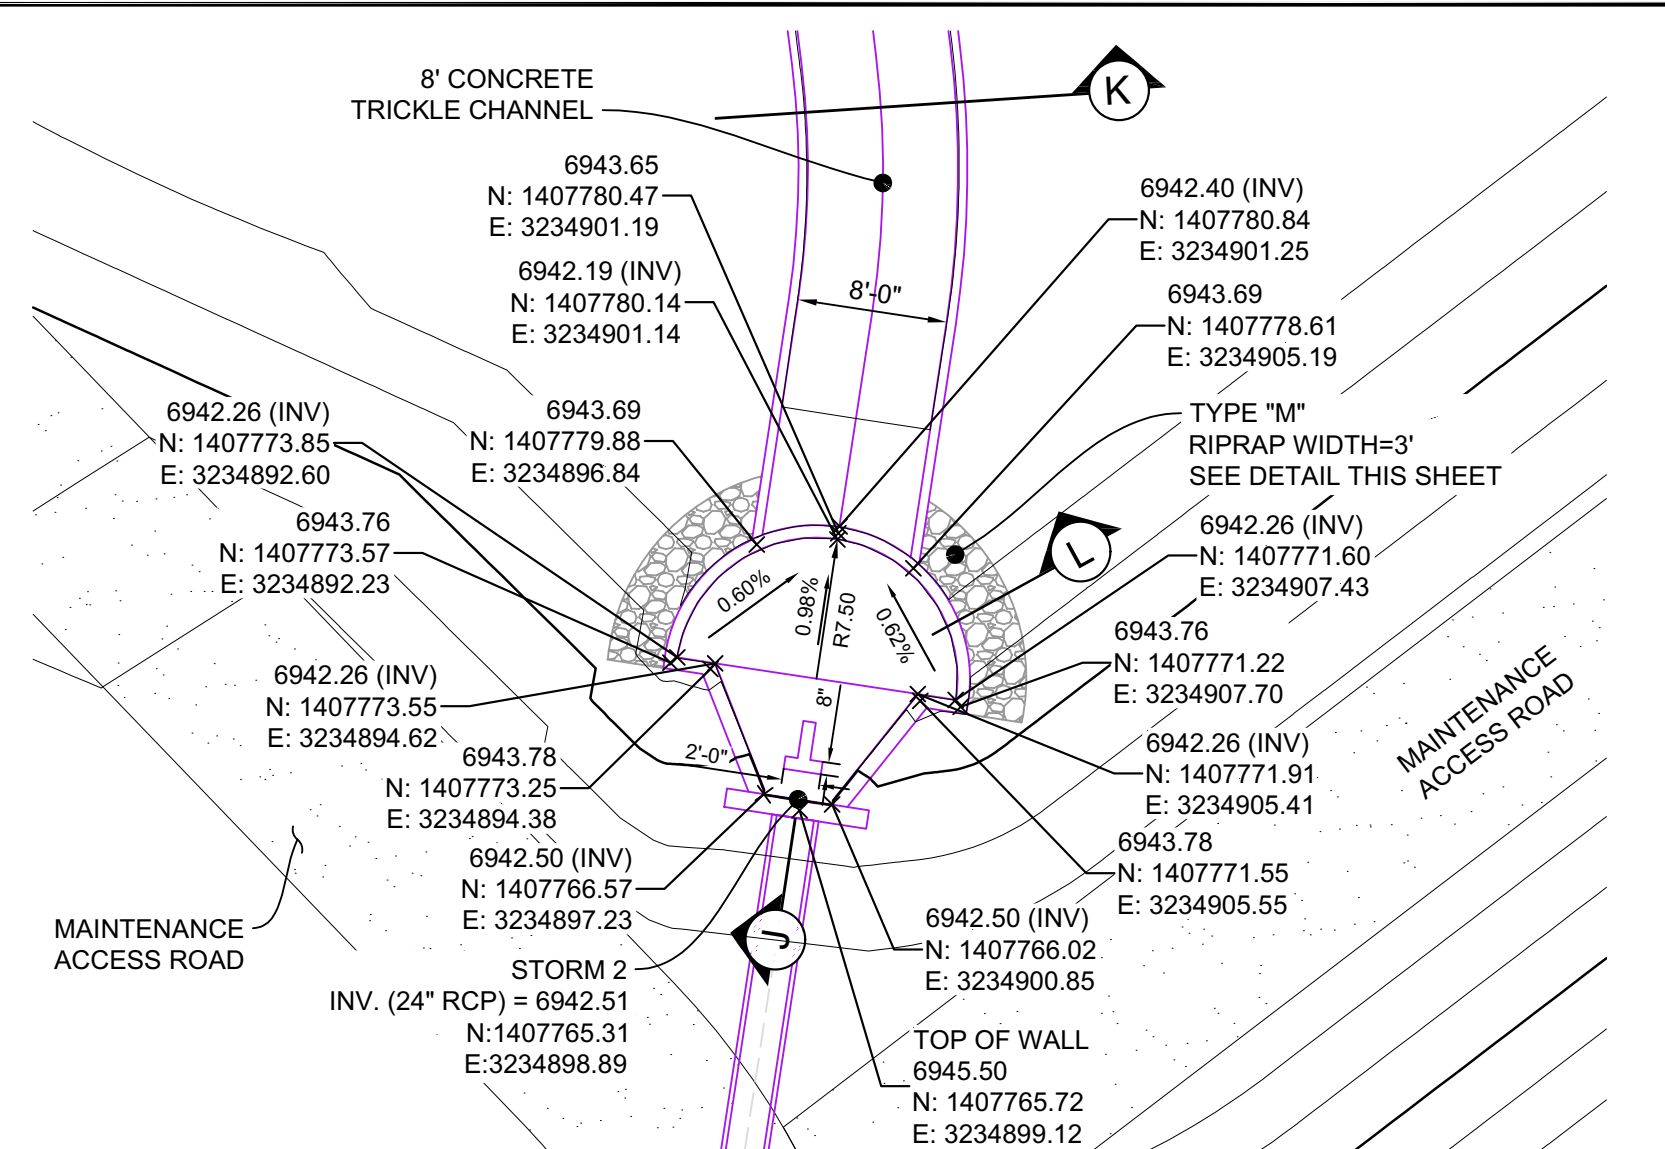 8' CONCRETE
TRICKLE CHANNEL
K
6943.65
N: 1407780.47
E: 3234901.19
6942.40 (INV)
N: 1407780.84
E: 3234901.25
6942.19 (INV)
N: 1407780.14
E: 3234901.14
8'-0"
6943.69
N: 1407778.61
E: 3234905.19
6942.26 (INV)
N: 1407773.85
E: 3234892.60
6943.69
N: 1407779.88
E: 3234896.84
TYPE "M"
RIPRAP WIDTH=3'
SEE DETAIL THIS SHEET
6943.76
N: 1407773.57
E: 3234892.23
L
6942.26 (INV)
N: 1407771.60
E: 3234907.43
0.60%
0.98%
R7.50
0.62%
6943.76
N: 1407771.22
E: 3234907.70
6942.26 (INV)
N: 1407773.55
E: 3234894.62
8"
2'-0"
MAINTENANCE
ACCESS ROAD
6943.78
N: 1407773.25
E: 3234894.38
6942.26 (INV)
N: 1407771.91
E: 3234905.41
6942.50 (INV)
N: 1407766.57
E: 3234897.23
6943.78
N: 1407771.55
E: 3234905.55
MAINTENANCE
ACCESS ROAD
J
6942.50 (INV)
N: 1407766.02
E: 3234900.85
STORM 2
INV. (24" RCP) = 6942.51
N:1407765.31
E:3234898.89
TOP OF WALL
6945.50
N: 1407765.72
E: 3234899.12